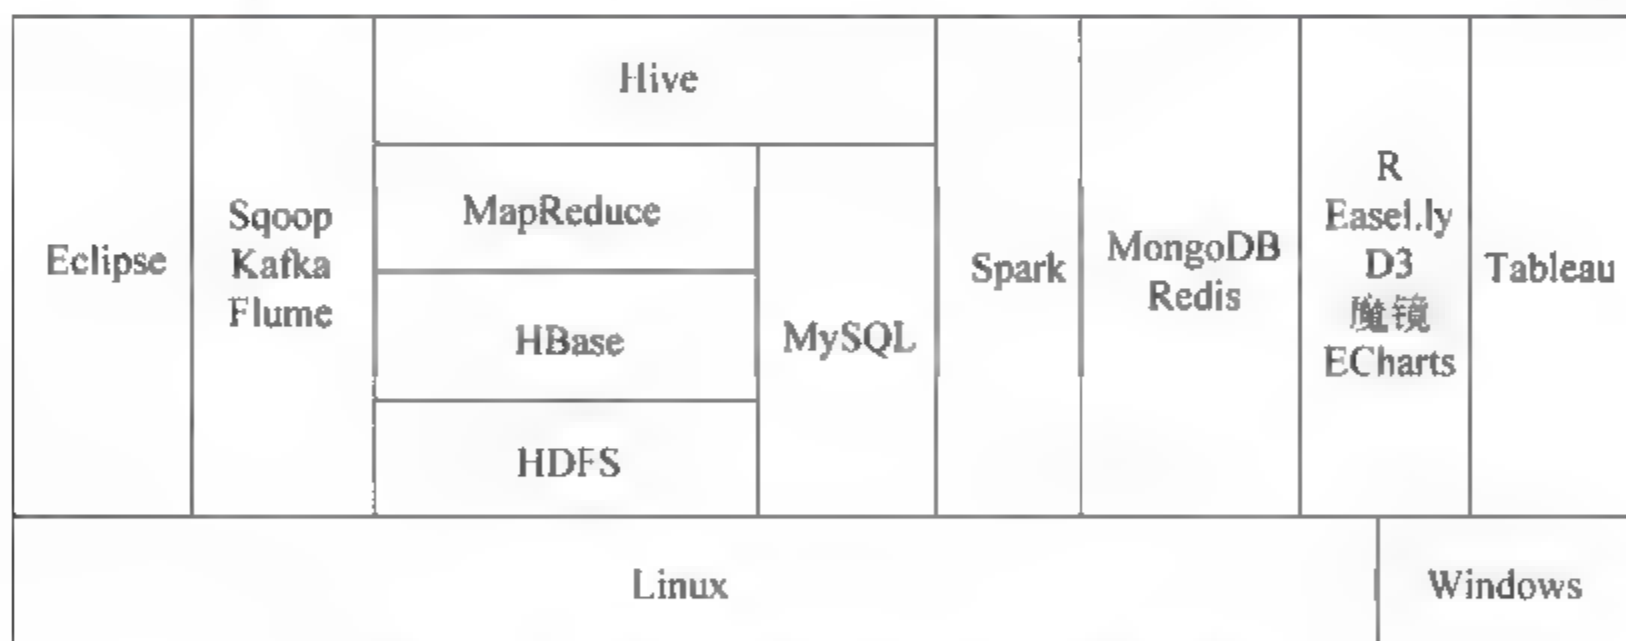 Eclipse
Sqoop
Kafka
Flume
Hive
MapReduce
HBase
HDFS
MySQL
Spark
MongoDB
Redis
R
Easel.ly
D3
魔镜
ECharts
Tableau
Linux
Windows